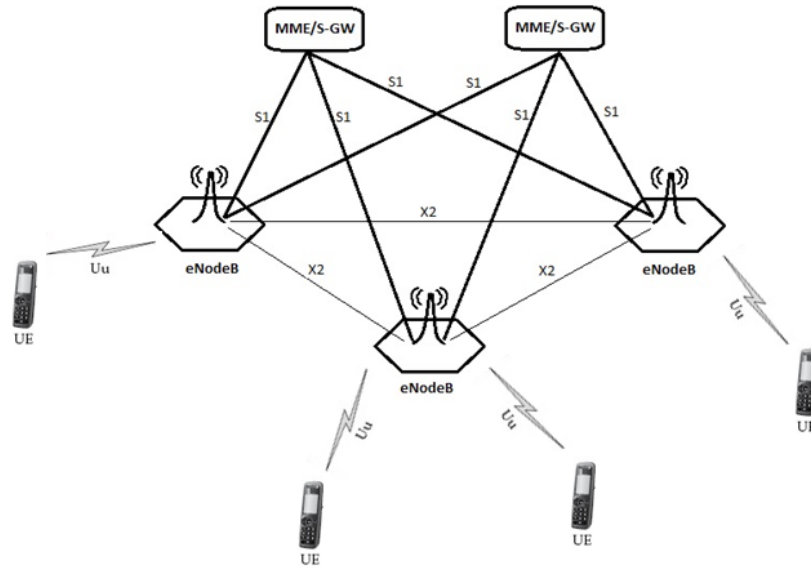 MME/S-GW
MME/S-GW
S1
S1
S1
S1
S1
S1
X2
eNodeB
eNodeB
X2
X2
Uu
Uu
UE
eNodeB
Uu
Uu
UE
UE
UE